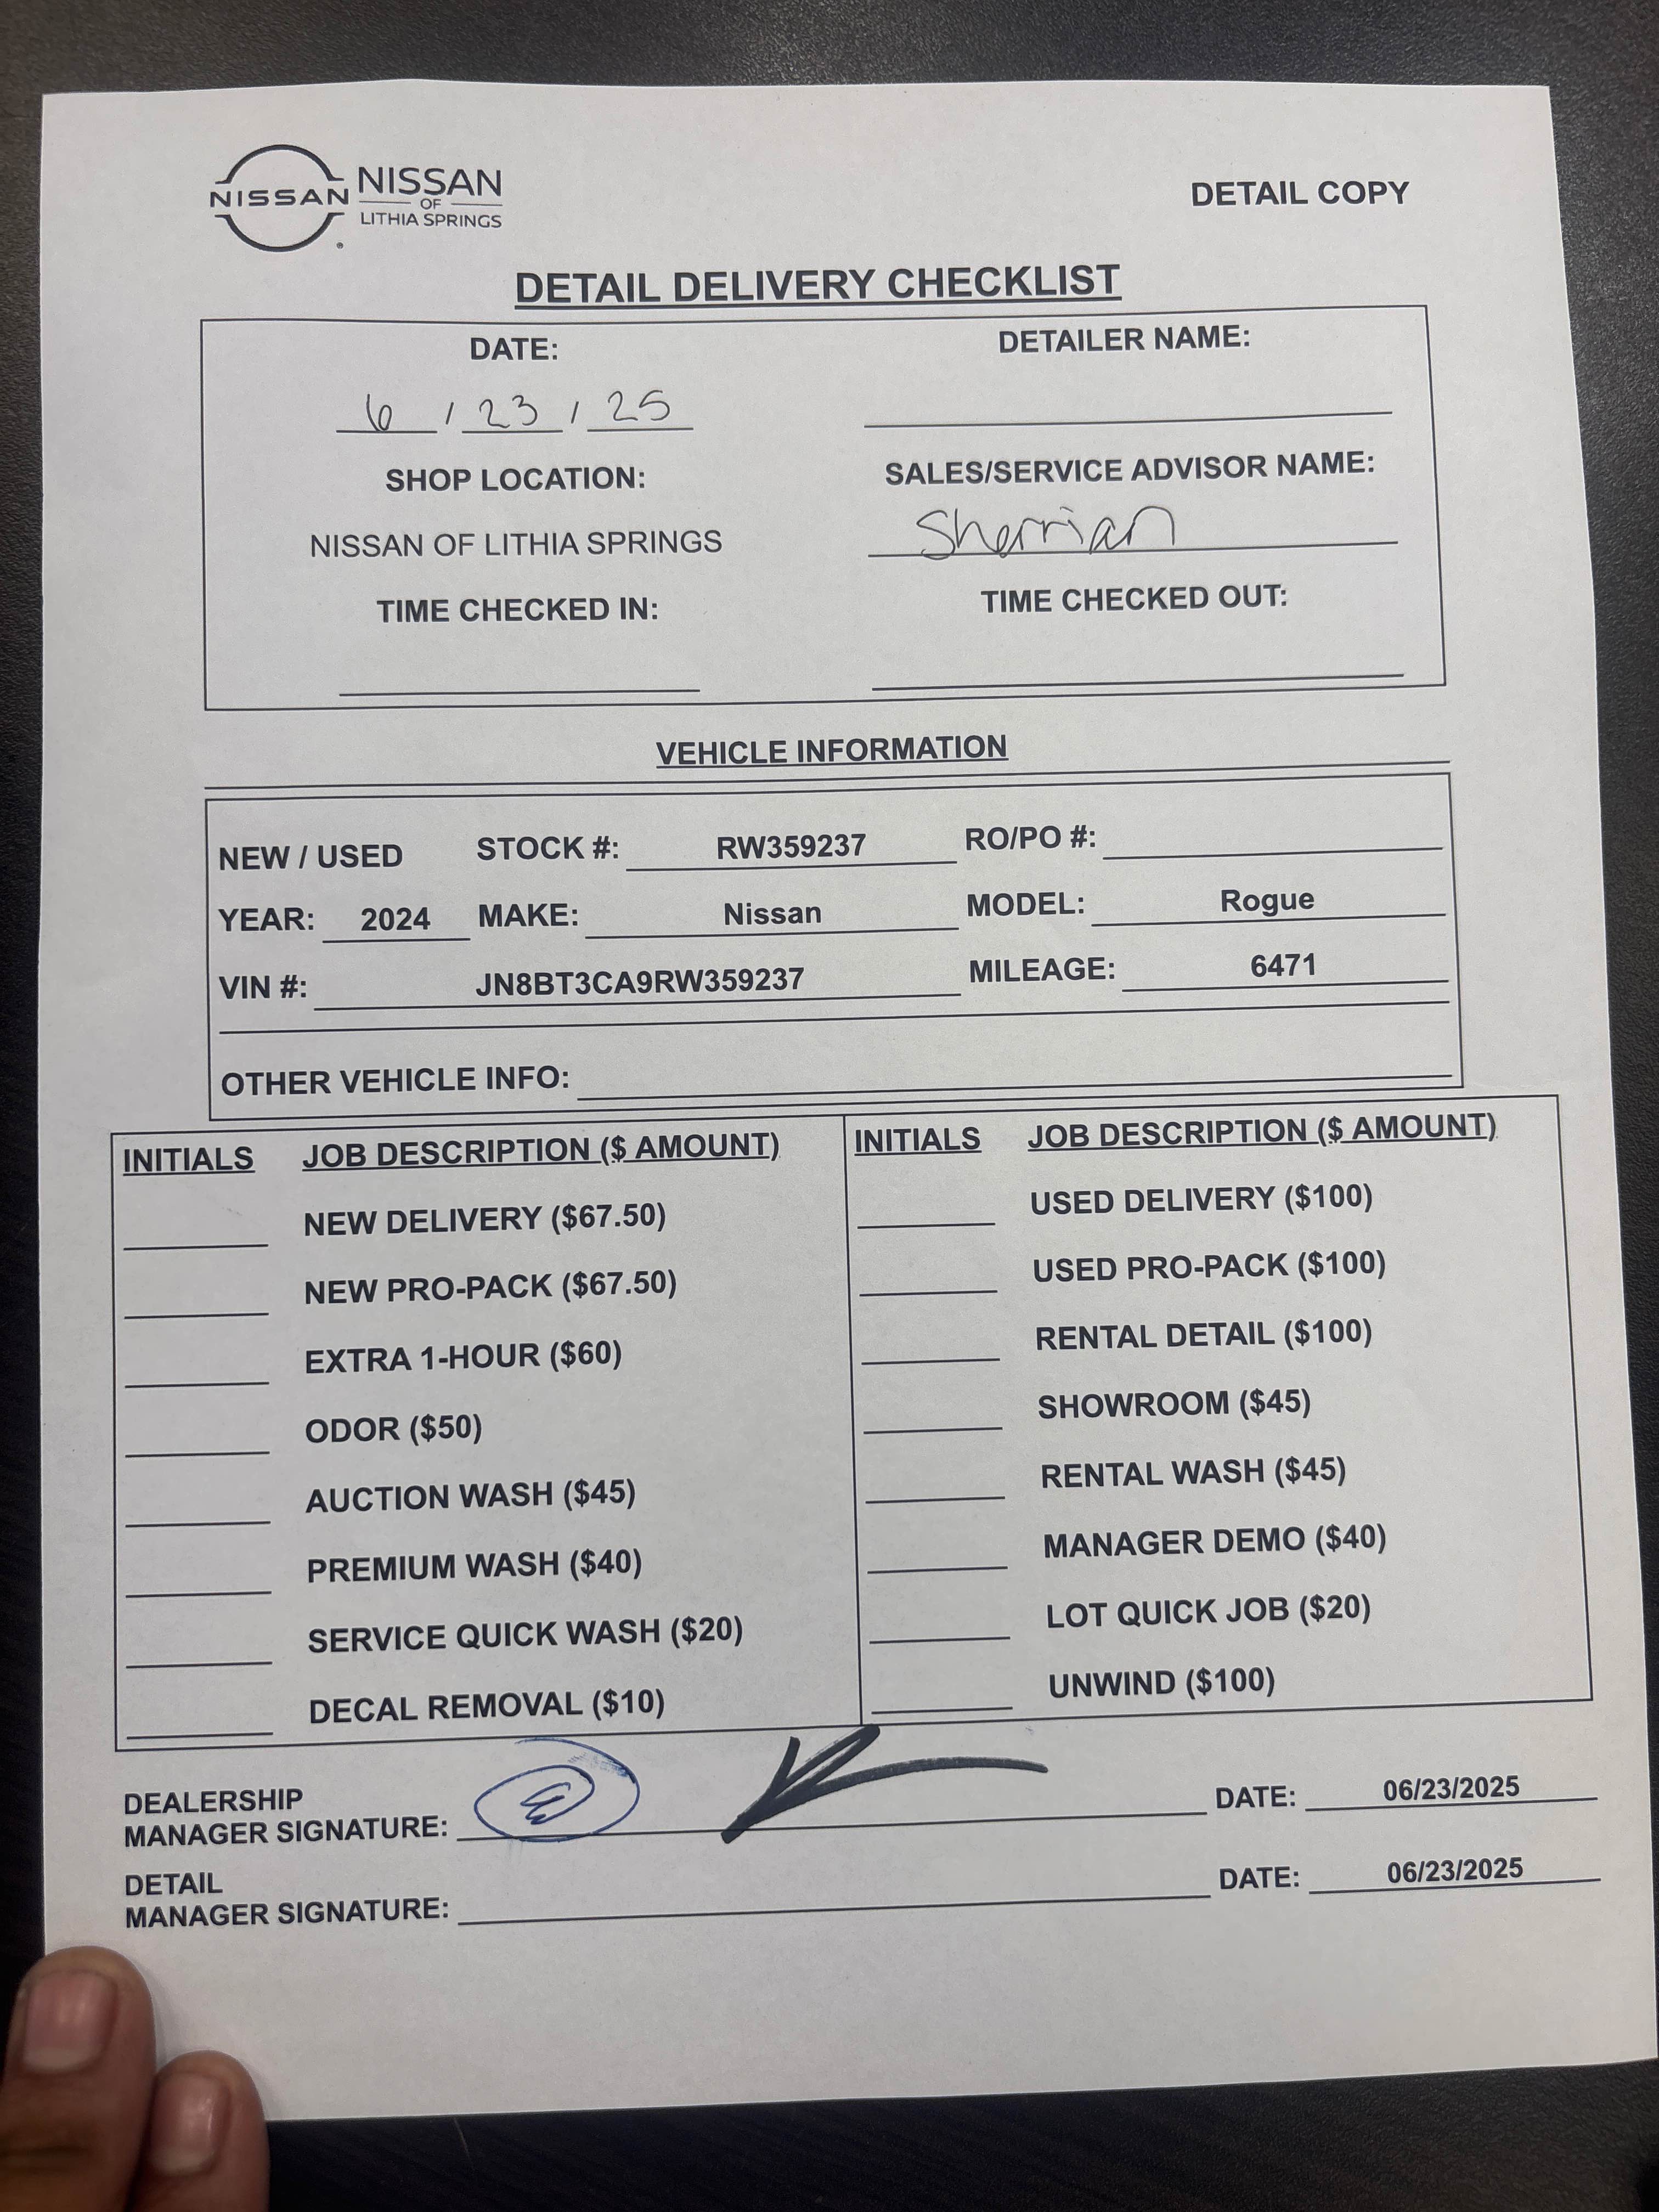 NISSAN
NISSAN
OF
LITHIA SPRINGS
DETAIL COPY
DETAIL DELIVERY CHECKLIST
DATE:
6 / 23 / 25
DETAILER NAME:
SHOP LOCATION:
NISSAN OF LITHIA SPRINGS
SALES/SERVICE ADVISOR NAME:
Sherrian
TIME CHECKED IN:
TIME CHECKED OUT:
VEHICLE INFORMATION
NEW / USED STOCK #: RW359237 RO/PO #:
YEAR: 2024 MAKE: Nissan MODEL: Rogue
VIN #: JN8BT3CA9RW359237 MILEAGE: 6471
OTHER VEHICLE INFO:
INITIALS JOB DESCRIPTION ($ AMOUNT)
NEW DELIVERY ($67.50)
NEW PRO-PACK ($67.50)
EXTRA 1-HOUR ($60)
ODOR ($50)
AUCTION WASH ($45)
PREMIUM WASH ($40)
SERVICE QUICK WASH ($20)
DECAL REMOVAL ($10)
INITIALS JOB DESCRIPTION ($ AMOUNT)
USED DELIVERY ($100)
USED PRO-PACK ($100)
RENTAL DETAIL ($100)
SHOWROOM ($45)
RENTAL WASH ($45)
MANAGER DEMO ($40)
LOT QUICK JOB ($20)
UNWIND ($100)
DEALERSHIP
MANAGER SIGNATURE: DATE: 06/23/2025
DETAIL
MANAGER SIGNATURE: DATE: 06/23/2025